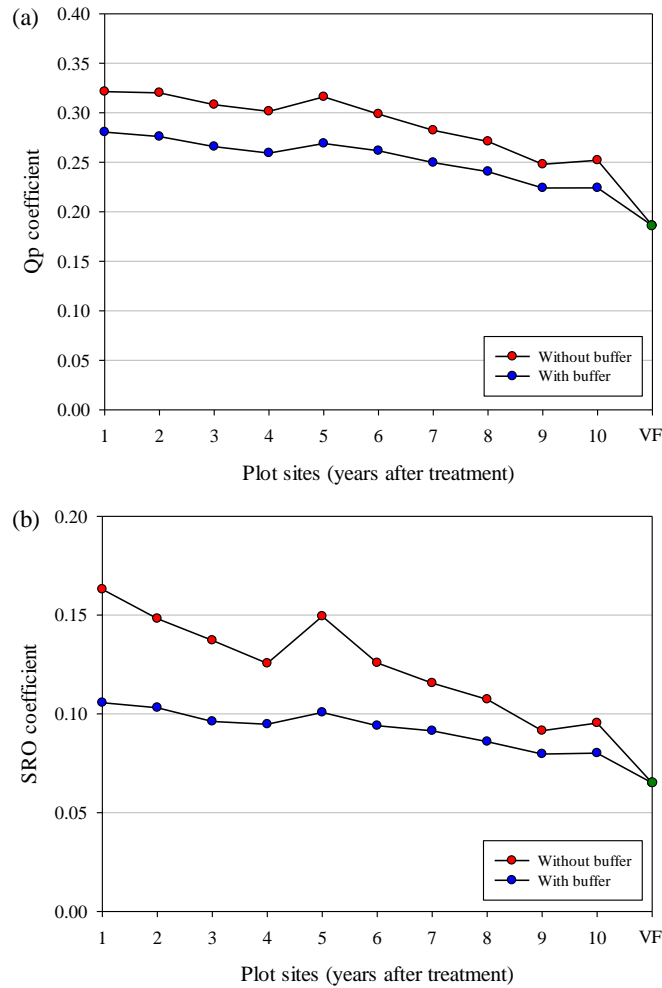 (a)
0.40
0.35
0.30
0.25
0.20
0.15
0.10
0.05
0.00
Qp coefficient
Without buffer
With buffer
1 2 3 4 5 6 7 8 9 10 VF
Plot sites (years after treatment)
(b)
0.20
0.15
0.10
0.05
0.00
SRO coefficient
Without buffer
With buffer
1 2 3 4 5 6 7 8 9 10 VF
Plot sites (years after treatment)